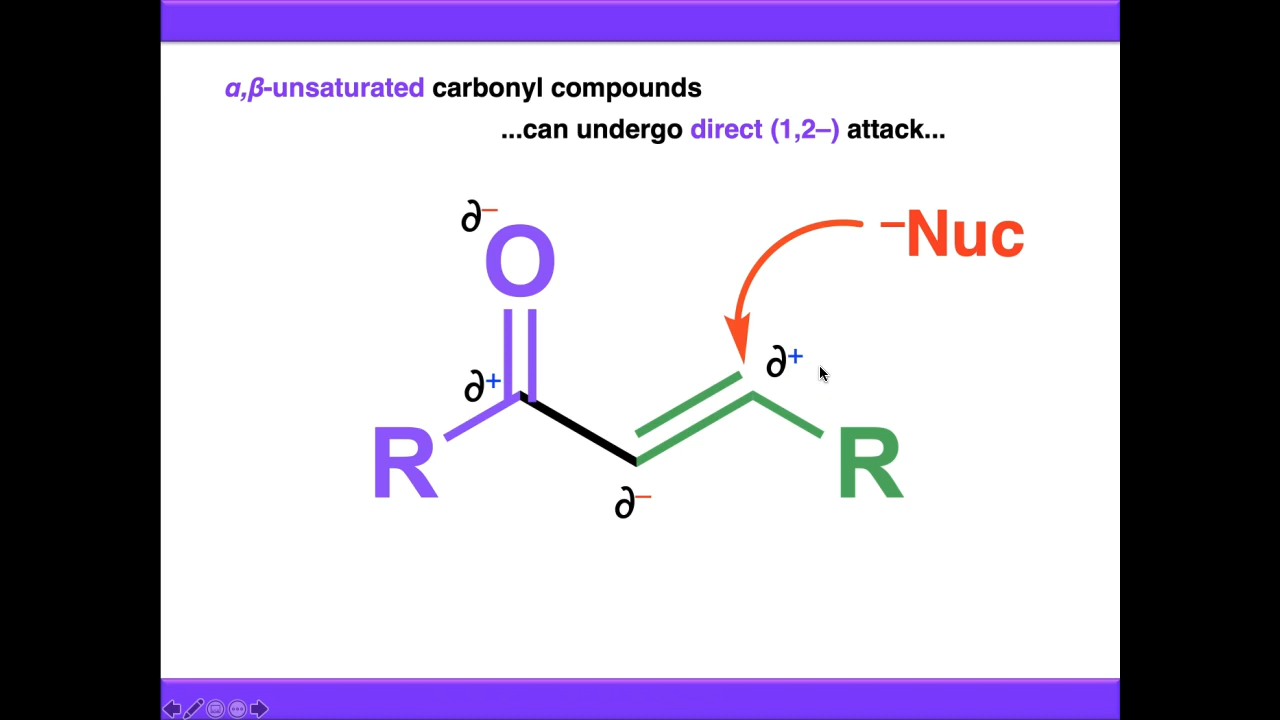 α,β-unsaturated carbonyl compounds
...can undergo direct (1,2–) attack...
∂–
O
–Nuc
∂+
∂+
R
R
∂–